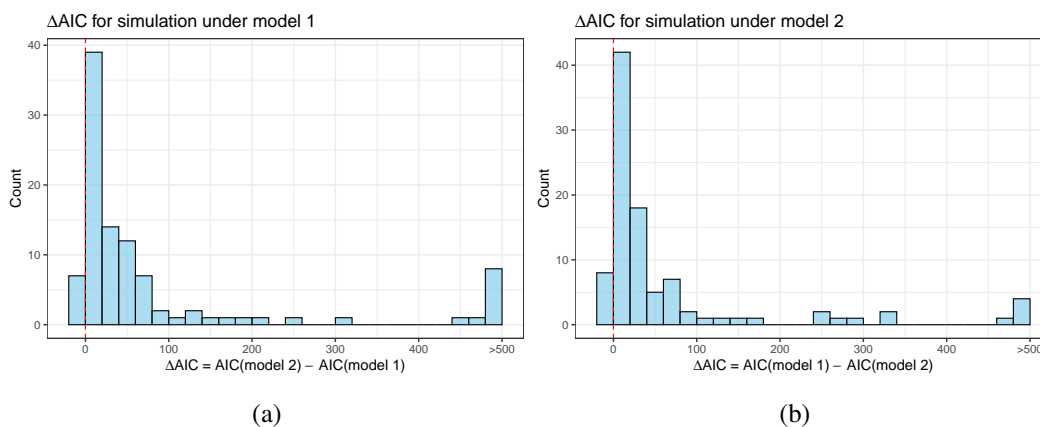 ΔAIC for simulation under model 1
40
30
20
10
0
Count
0 100 200 300 400 >500
ΔAIC = AIC(model 2) − AIC(model 1)
(a)
ΔAIC for simulation under model 2
40
30
20
10
0
Count
0 100 200 300 400 >500
ΔAIC = AIC(model 1) − AIC(model 2)
(b)